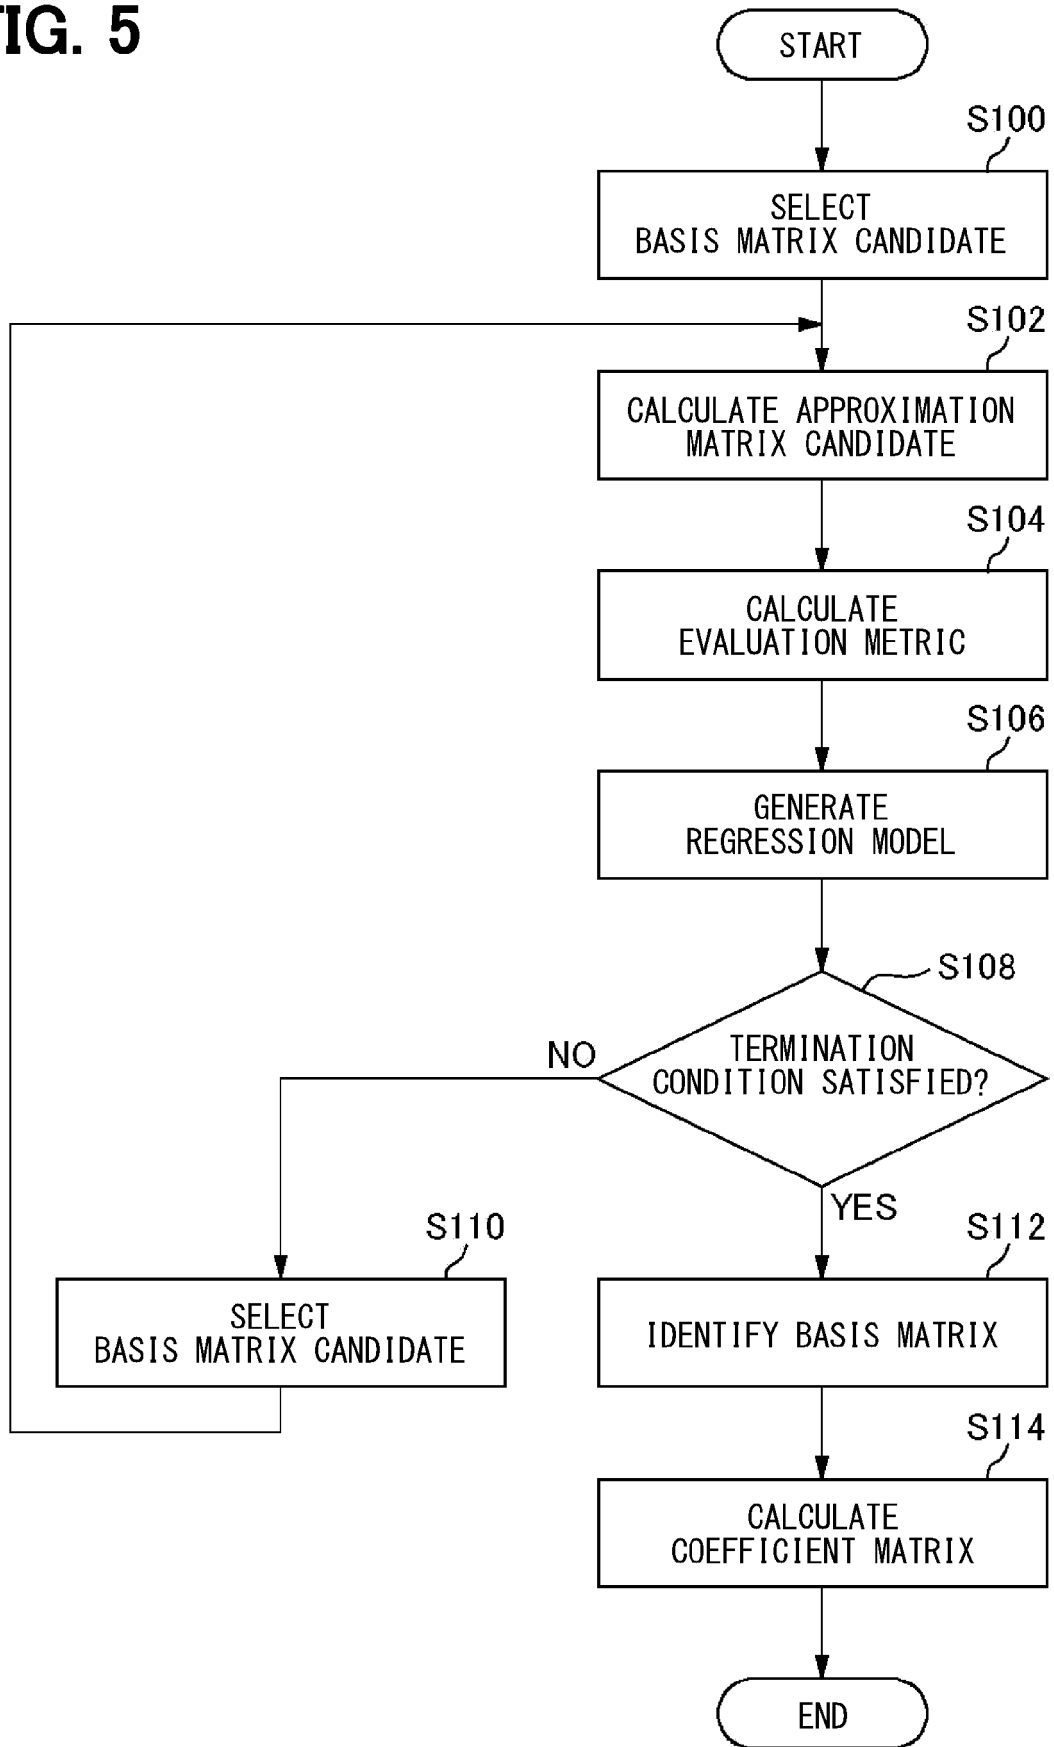 FIG. 5
START
S100
SELECT
BASIS MATRIX CANDIDATE
S102
CALCULATE APPROXIMATION
MATRIX CANDIDATE
S104
CALCULATE
EVALUATION METRIC
S106
GENERATE
REGRESSION MODEL
S108
TERMINATION
CONDITION SATISFIED?
NO
YES
S110
SELECT
BASIS MATRIX CANDIDATE
S112
IDENTIFY BASIS MATRIX
S114
CALCULATE
COEFFICIENT MATRIX
END